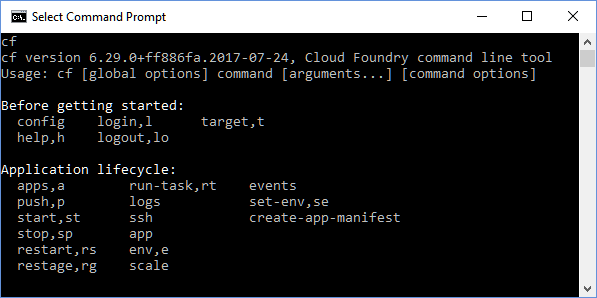 Select Command Prompt
cf
cf version 6.29.0+ff886fa.2017-07-24, Cloud Foundry command line tool
Usage: cf [global options] command [arguments...] [command options]
Before getting started:
config login,l target,t
help,h logout,lo
Application lifecycle:
apps,a run-task,rt events
push,p logs set-env,se
start,st ssh create-app-manifest
stop,sp app
restart,rs env,e
restage,rg scale